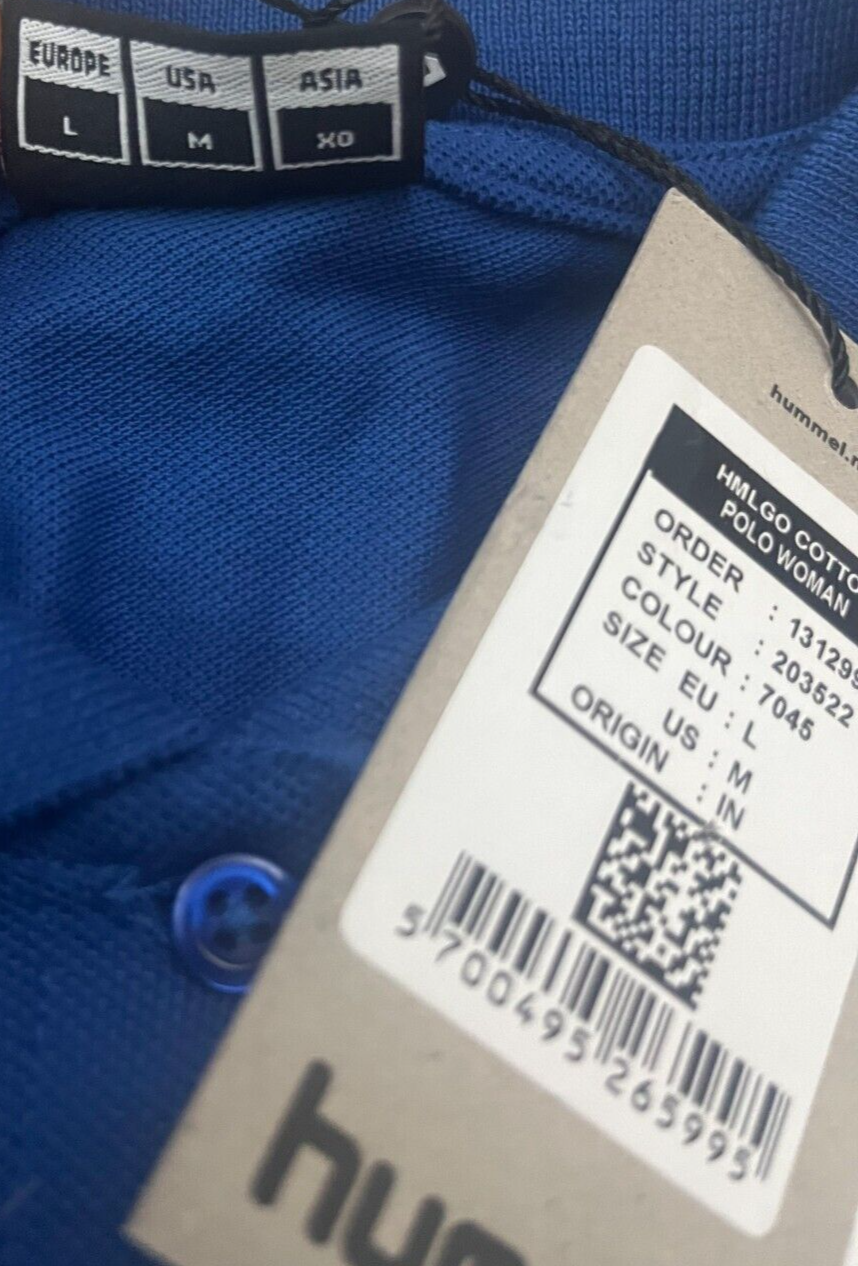 EUROPE USA ASIA
L M XO
hummel.n
HMLGO COTTO
POLO WOMAN
ORDER : 131299
STYLE : 203522
COLOUR : 7045
SIZE EU : L
US : M
ORIGIN : IN
5 700495 265995
hum